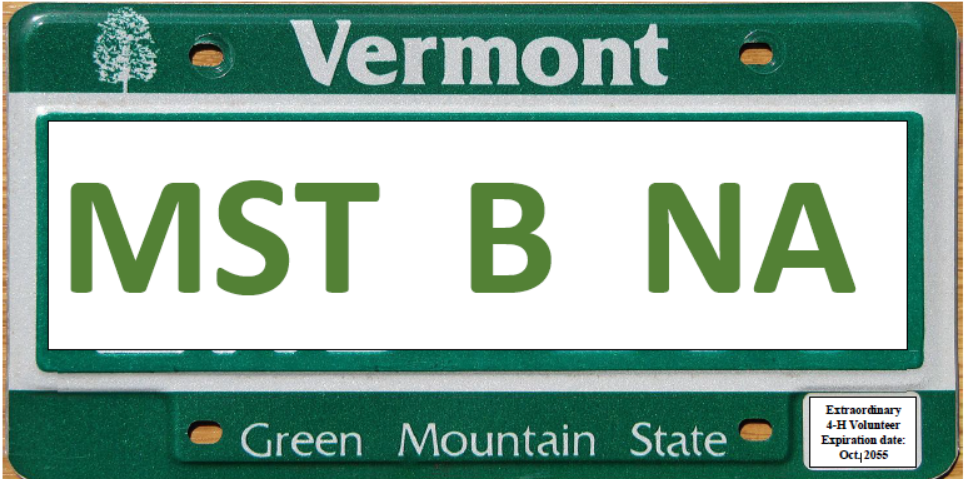 Vermont
MST B NA
Green Mountain State
Extraordinary
4-H Volunteer
Expiration date:
Oct, 2055